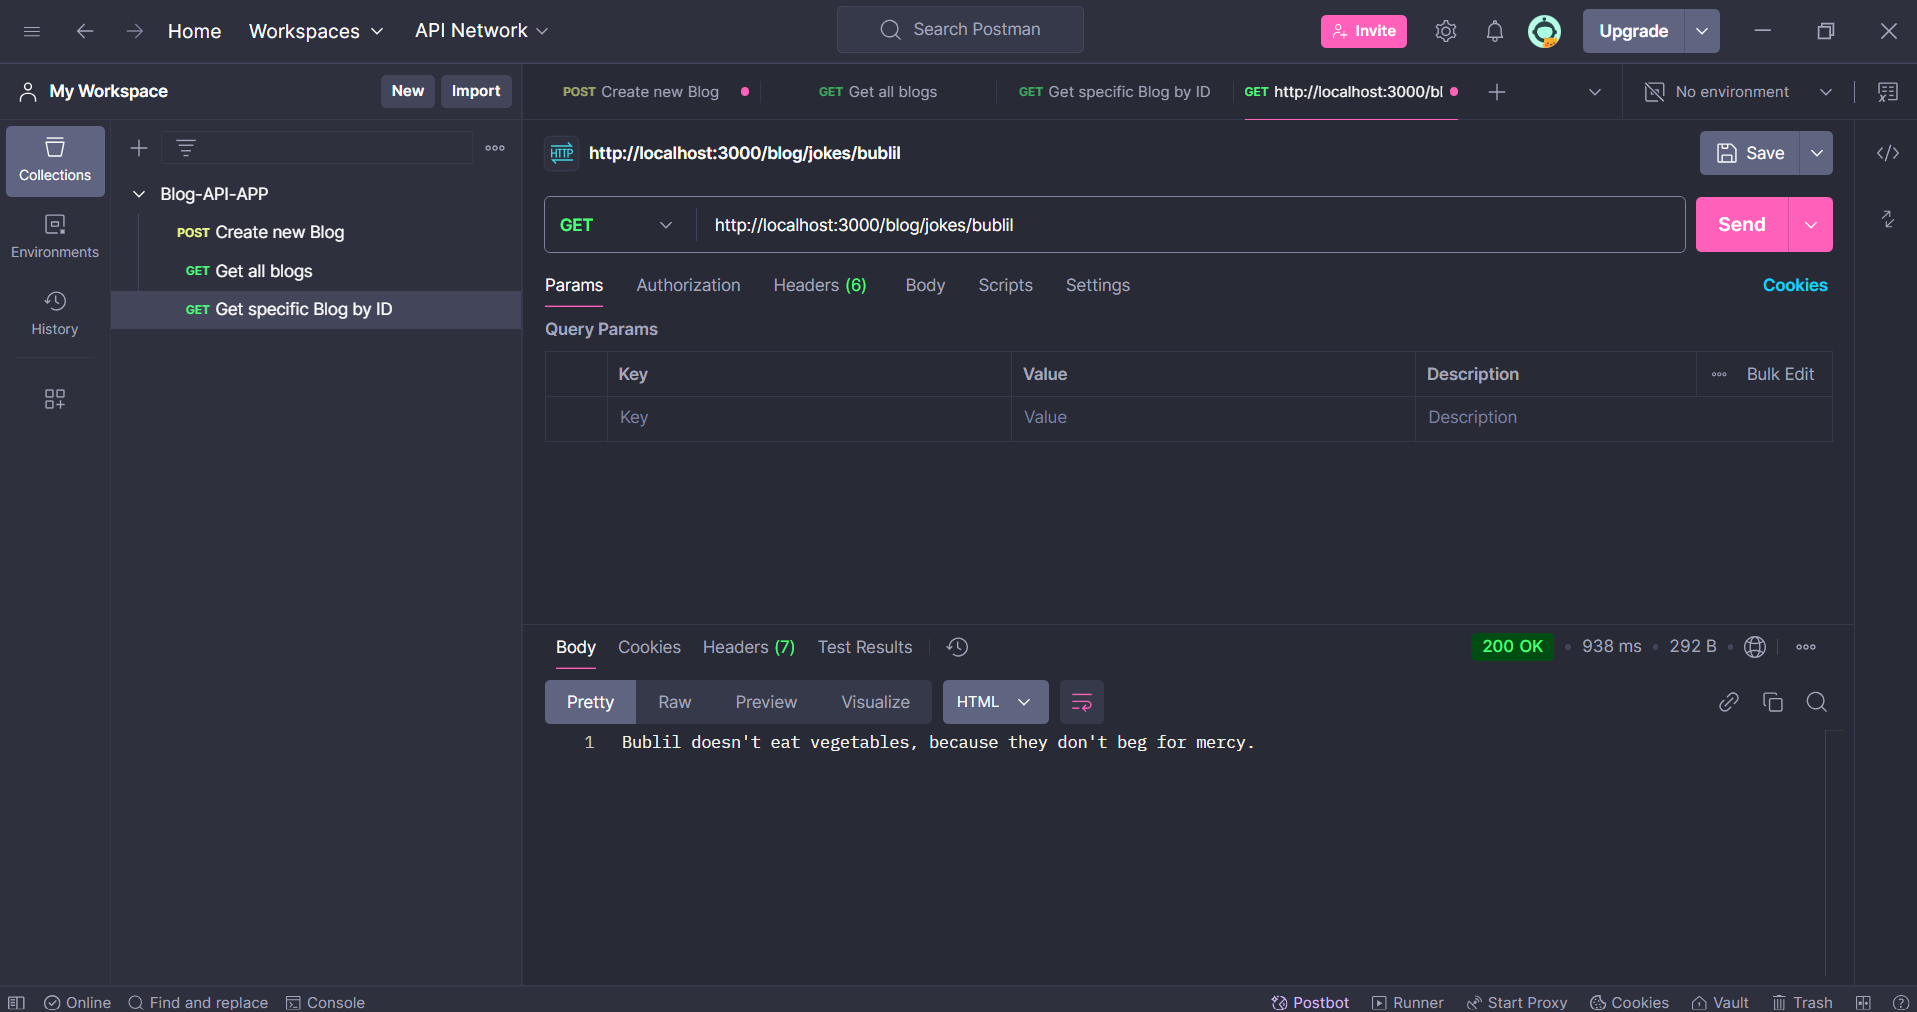 Home Workspaces API Network Search Postman Invite Upgrade
My Workspace New Import POST Create new Blog GET Get all blogs GET Get specific Blog by ID GET http://localhost:3000/bl No environment
HTTP http://localhost:3000/blog/jokes/bublil Save
Collections
Blog-API-APP
POST Create new Blog
GET Get all blogs
GET Get specific Blog by ID
Environments
History
GET http://localhost:3000/blog/jokes/bublil Send
Params Authorization Headers (6) Body Scripts Settings Cookies
Query Params
Key Value Description Bulk Edit
Key Value Description
Body Cookies Headers (7) Test Results 200 OK • 938 ms • 292 B •
Pretty Raw Preview Visualize HTML
1 Bublil doesn't eat vegetables, because they don't beg for mercy.
Online Find and replace Console Postbot Runner Start Proxy Cookies Vault Trash